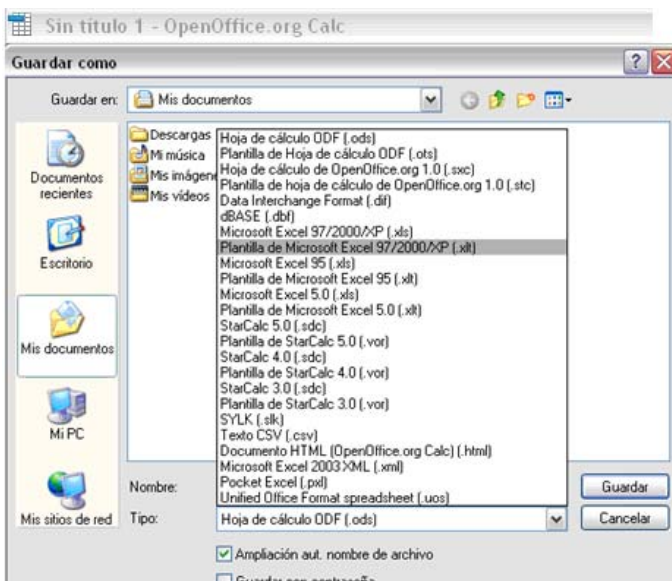 Sin título 1 - OpenOffice.org Calc
Guardar como
Guardar en:
Mis documentos
Documentos recientes
Escritorio
Mis documentos
Mi PC
Mis sitios de red
Descargas
Mi música
Mis imágene
Mis vídeos
Hoja de cálculo ODF (.ods)
Plantilla de Hoja de cálculo ODF (.ots)
Hoja de cálculo de OpenOffice.org 1.0 (.sxc)
Plantilla de hoja de cálculo de OpenOffice.org 1.0 (.stc)
Data Interchange Format (.dif)
dBASE (.dbf)
Microsoft Excel 97/2000/XP (.xls)
Plantilla de Microsoft Excel 97/2000/XP (.xlt)
Microsoft Excel 95 (.xls)
Plantilla de Microsoft Excel 95 (.xlt)
Microsoft Excel 5.0 (.xls)
Plantilla de Microsoft Excel 5.0 (.xlt)
StarCalc 5.0 (.sdc)
Plantilla de StarCalc 5.0 (.vor)
StarCalc 4.0 (.sdc)
Plantilla de StarCalc 4.0 (.vor)
StarCalc 3.0 (.sdc)
Plantilla de StarCalc 3.0 (.vor)
SYLK (.slk)
Texto CSV (.csv)
Documento HTML (OpenOffice.org Calc) (.html)
Microsoft Excel 2003 XML (.xml)
Pocket Excel (.pxl)
Unified Office Format spreadsheet (.uos)
Nombre:
Guardar
Tipo:
Hoja de cálculo ODF (.ods)
Cancelar
Ampliación aut. nombre de archivo
Guardar con contraseña